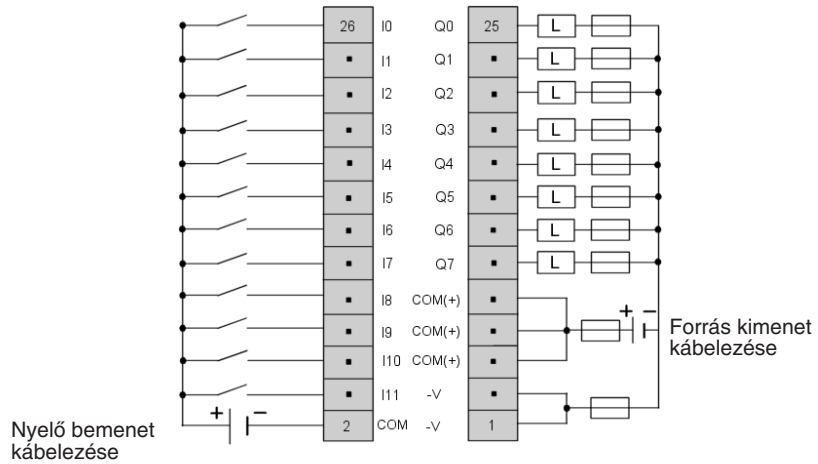 26 I0 Q0 25 L
I1 Q1 L
I2 Q2 L
I3 Q3 L
I4 Q4 L
I5 Q5 L
I6 Q6 L
I7 Q7 L
I8 COM(+)
I9 COM(+) + −
I10 COM(+)
I11 -V
+ − 2 COM -V 1
Forrás kimenet
kábelezése
Nyelő bemenet
kábelezése